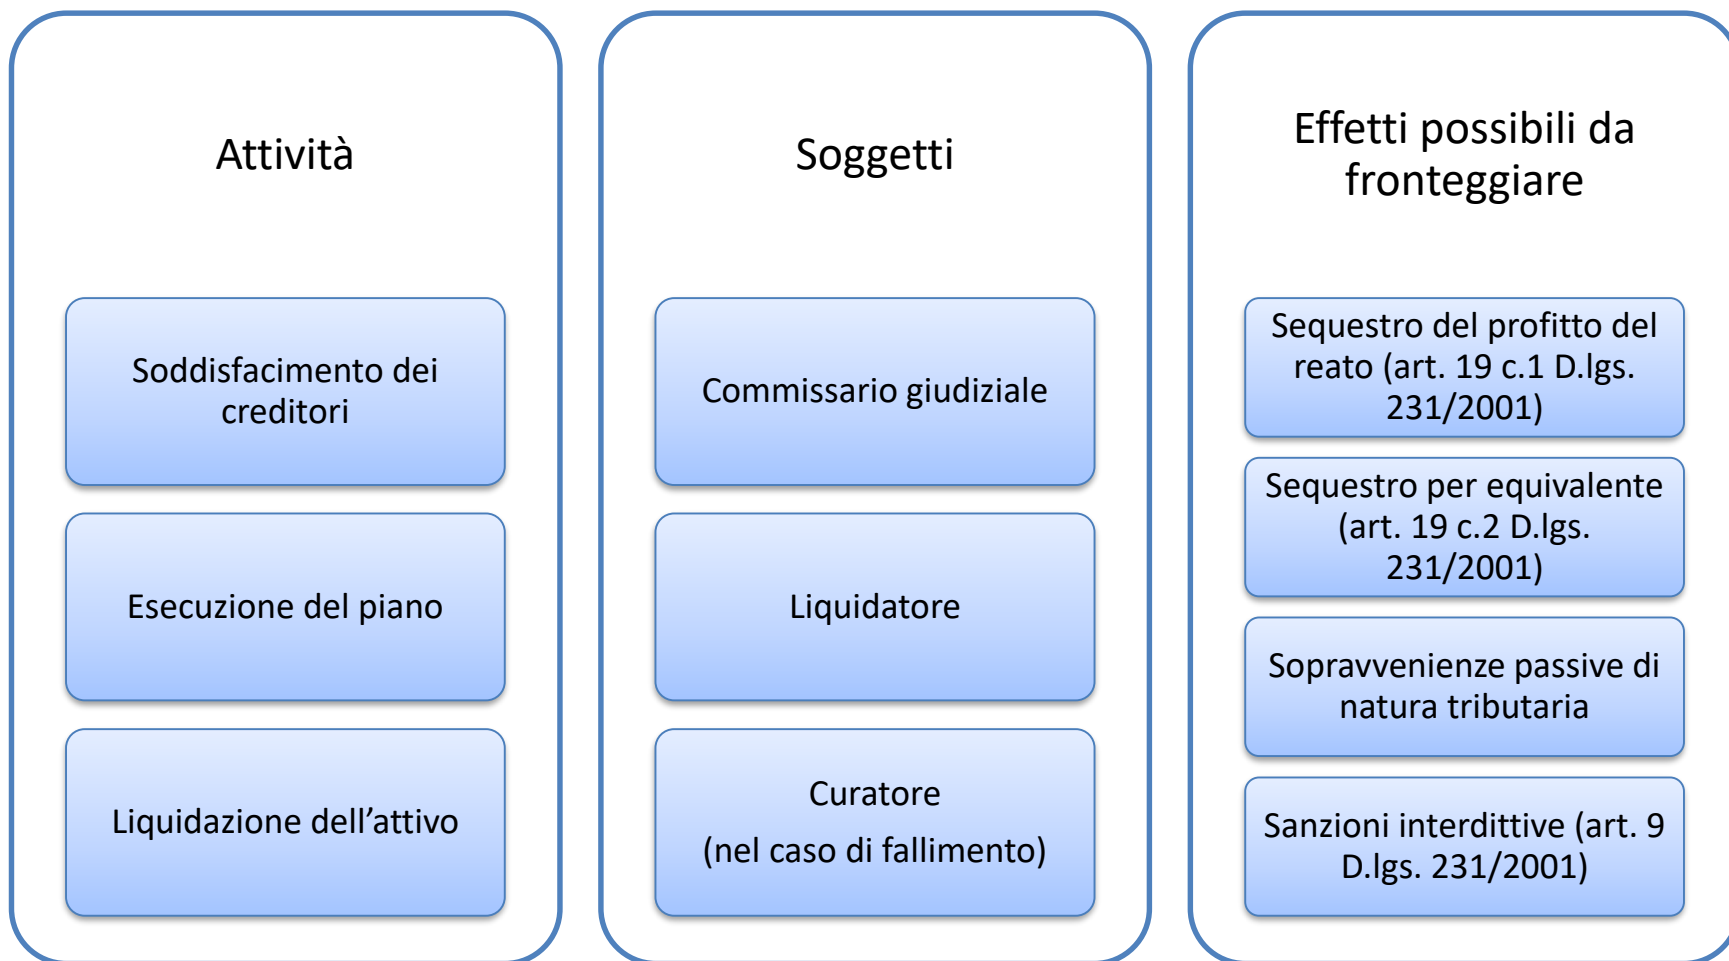 Attività
Soddisfacimento dei
creditori
Esecuzione del piano
Liquidazione dell’attivo
Soggetti
Commissario giudiziale
Liquidatore
Curatore
(nel caso di fallimento)
Effetti possibili da
fronteggiare
Sequestro del profitto del
reato (art. 19 c.1 D.lgs.
231/2001)
Sequestro per equivalente
(art. 19 c.2 D.lgs.
231/2001)
Sopravvenienze passive di
natura tributaria
Sanzioni interdittive (art. 9
D.lgs. 231/2001)